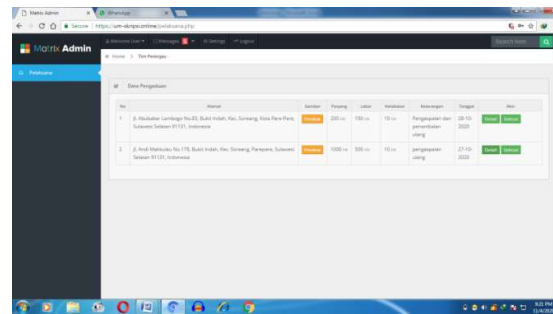 Matrix Admin
WhatsApp
Secure
https://um-skripsi.online/pelaksana.php
Matrix Admin
Welcome User
Messages
Settings
Logout
Search here
Home > Tim Pelaksana
Pelaksana
Data Pengaduan
No Alamat Gambar Panjang Lebar Kedalaman Keterangan Tanggal Aksi
1 Jl. Abubakar Lambogo No.83, Bukit Indah, Kec. Soreang, Kota Pare-Pare,
Sulawesi Selatan 91131, Indonesia
200 cm 150 cm 10 cm
Pengaspalan dan
penambalan
ulang
28-10-
2020
Detail Selesai
2 Jl. Andi Makkulau No.178, Bukit Indah, Kec. Soreang, Parepare, Sulawesi
Selatan 91131, Indonesia
1000 cm 500 cm 10 cm
pengaspalan
ulang
27-10-
2020
Detail Selesai
9:21 PM